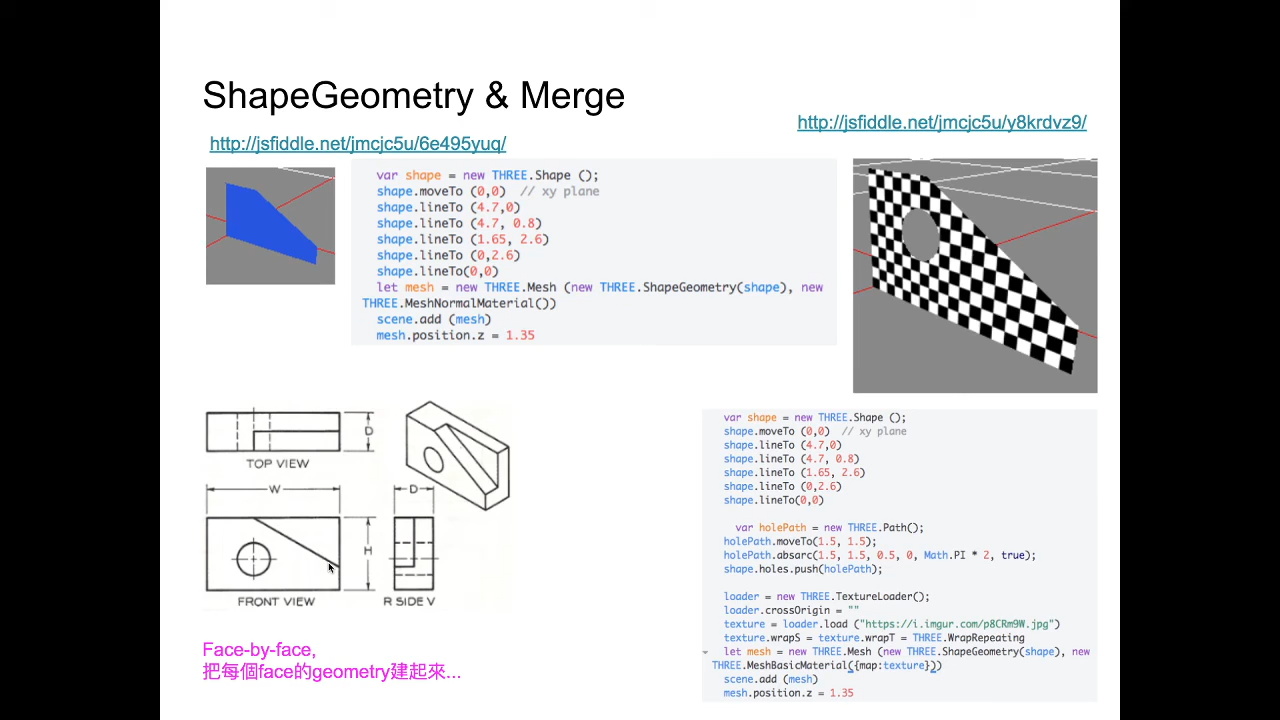 ShapeGeometry & Merge
http://jsfiddle.net/jmcjc5u/6e495yuq/
http://jsfiddle.net/jmcjc5u/y8krdvz9/
var shape = new THREE.Shape ();
shape.moveTo (0,0)  // xy plane
shape.lineTo (4.7,0)
shape.lineTo (4.7, 0.8)
shape.lineTo (1.65, 2.6)
shape.lineTo (0,2.6)
shape.lineTo(0,0)
let mesh = new THREE.Mesh (new THREE.ShapeGeometry(shape), new
THREE.MeshNormalMaterial())
scene.add (mesh)
mesh.position.z = 1.35
D
TOP VIEW
W
D
H
FRONT VIEW
R SIDE V
Face-by-face,
把每個face的geometry建起來...
var shape = new THREE.Shape ();
shape.moveTo (0,0)  // xy plane
shape.lineTo (4.7,0)
shape.lineTo (4.7, 0.8)
shape.lineTo (1.65, 2.6)
shape.lineTo (0,2.6)
shape.lineTo(0,0)
var holePath = new THREE.Path();
holePath.moveTo(1.5, 1.5);
holePath.absarc(1.5, 1.5, 0.5, 0, Math.PI * 2, true);
shape.holes.push(holePath);
loader = new THREE.TextureLoader();
loader.crossOrigin = ""
texture = loader.load ("https://i.imgur.com/p8CRm9W.jpg")
texture.wrapS = texture.wrapT = THREE.WrapRepeating
let mesh = new THREE.Mesh (new THREE.ShapeGeometry(shape), new
THREE.MeshBasicMaterial({map:texture}))
scene.add (mesh)
mesh.position.z = 1.35